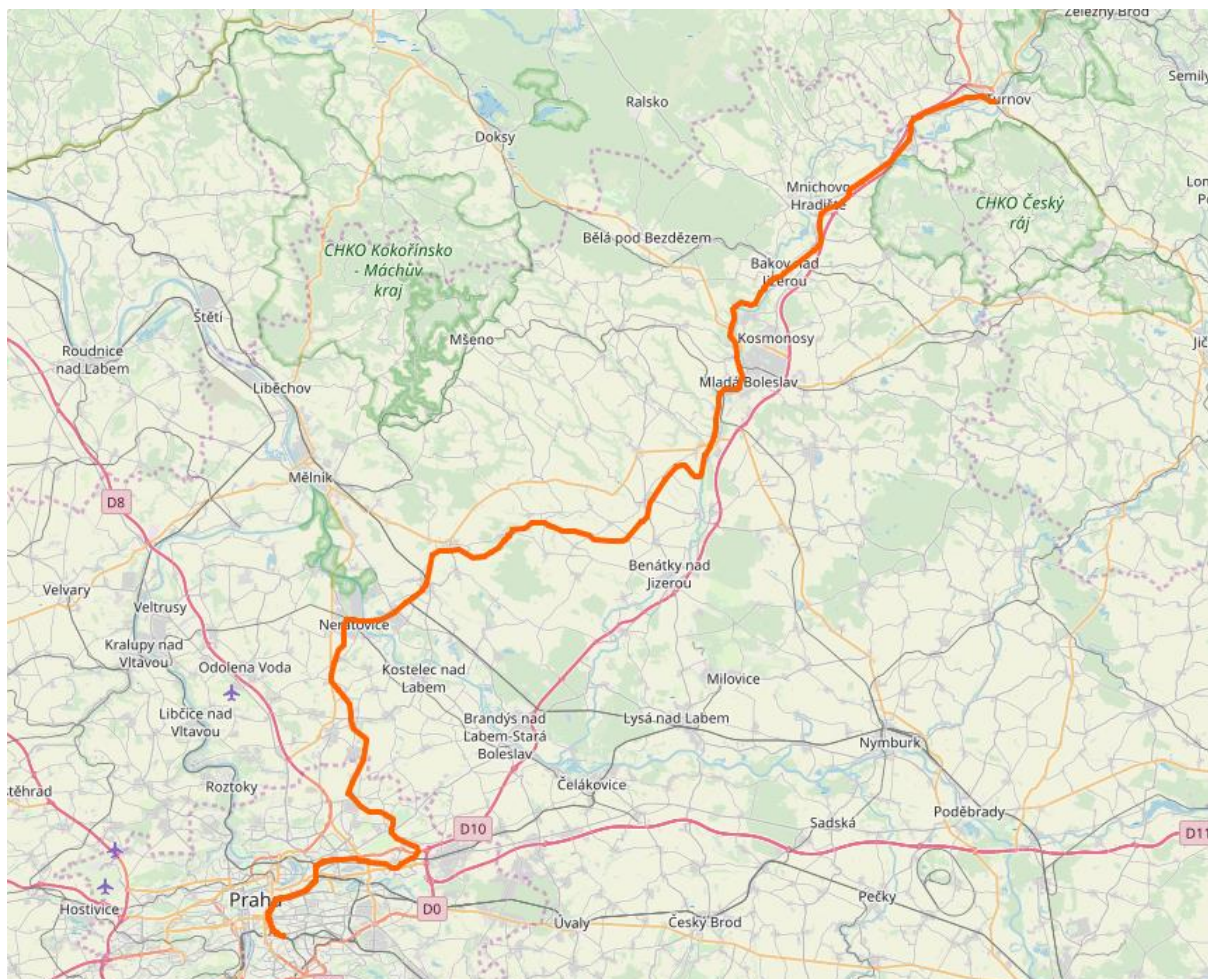 Železný Brod
Semily
Turnov
Ralsko
Doksy
Mnichovo
Hradiště
CHKO Český
ráj
CHKO Kokořínsko
- Máchův
kraj
Bělá pod Bezdězem
Bakov nad
Jizerou
Štětí
Mšeno
Kosmonosy
Roudnice
nad Labem
Liběchov
Mladá Boleslav
Mělník
D8
Benátky nad
Jizerou
Velvary
Veltrusy
Neratovice
Kralupy nad
Vltavou
Odolena Voda
Kostelec nad
Labem
Milovice
Libčice nad
Vltavou
Brandýs nad
Labem-Stará
Boleslav
Lysá nad Labem
Nymburk
Roztoky
Čelákovice
Poděbrady
Sadská
D10
D11
Praha
Hostivice
D0
Úvaly
Český Brod
Pečky